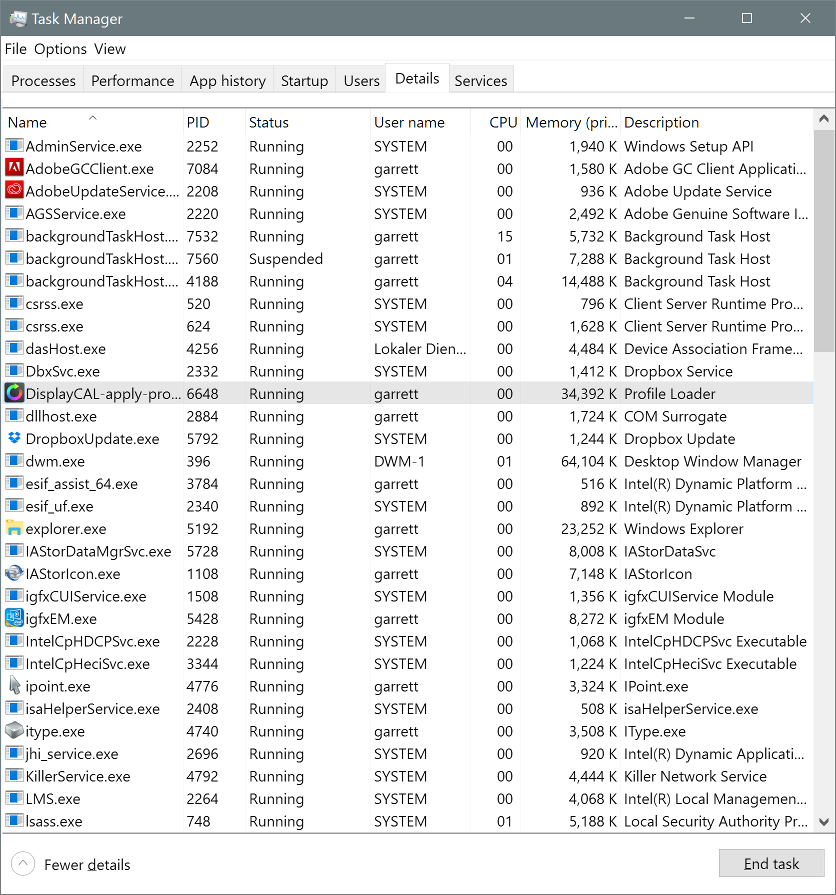 Task Manager
File Options View
Processes Performance App history Startup Users Details Services
Name PID Status User name CPU Memory (pri... Description
AdminService.exe 2252 Running SYSTEM 00 1,940 K Windows Setup API
AdobeGCClient.exe 7084 Running garrett 00 1,580 K Adobe GC Client Applicati...
AdobeUpdateService.... 2208 Running SYSTEM 00 936 K Adobe Update Service
AGSService.exe 2220 Running SYSTEM 00 2,492 K Adobe Genuine Software I...
backgroundTaskHost.... 7532 Running garrett 15 5,732 K Background Task Host
backgroundTaskHost.... 7560 Suspended garrett 01 7,288 K Background Task Host
backgroundTaskHost.... 4188 Running garrett 04 14,488 K Background Task Host
csrss.exe 520 Running SYSTEM 00 796 K Client Server Runtime Pro...
csrss.exe 624 Running SYSTEM 00 1,628 K Client Server Runtime Pro...
dasHost.exe 4256 Running Lokaler Dien... 00 4,484 K Device Association Frame...
DbxSvc.exe 2332 Running SYSTEM 00 1,412 K Dropbox Service
DisplayCAL-apply-pro... 6648 Running garrett 00 34,392 K Profile Loader
dllhost.exe 2884 Running garrett 00 1,724 K COM Surrogate
DropboxUpdate.exe 5792 Running SYSTEM 00 1,244 K Dropbox Update
dwm.exe 396 Running DWM-1 01 64,104 K Desktop Window Manager
esif_assist_64.exe 3784 Running garrett 00 516 K Intel(R) Dynamic Platform ...
esif_uf.exe 2340 Running SYSTEM 00 892 K Intel(R) Dynamic Platform ...
explorer.exe 5192 Running garrett 00 23,252 K Windows Explorer
IAStorDataMgrSvc.exe 5728 Running SYSTEM 00 8,008 K IAStorDataSvc
IAStorIcon.exe 1108 Running garrett 00 7,148 K IAStorIcon
igfxCUIService.exe 1508 Running SYSTEM 00 1,356 K igfxCUIService Module
igfxEM.exe 5428 Running garrett 00 8,272 K igfxEM Module
IntelCpHDCPSvc.exe 2228 Running SYSTEM 00 1,068 K IntelCpHDCPSvc Executable
IntelCpHeciSvc.exe 3344 Running SYSTEM 00 1,224 K IntelCpHeciSvc Executable
ipoint.exe 4776 Running garrett 00 3,324 K IPoint.exe
isaHelperService.exe 2408 Running SYSTEM 00 508 K isaHelperService.exe
itype.exe 4740 Running garrett 00 3,508 K IType.exe
jhi_service.exe 2696 Running SYSTEM 00 920 K Intel(R) Dynamic Applicati...
KillerService.exe 4792 Running SYSTEM 00 4,444 K Killer Network Service
LMS.exe 2264 Running SYSTEM 00 4,068 K Intel(R) Local Managemen...
lsass.exe 748 Running SYSTEM 01 5,188 K Local Security Authority Pr...
Fewer details End task